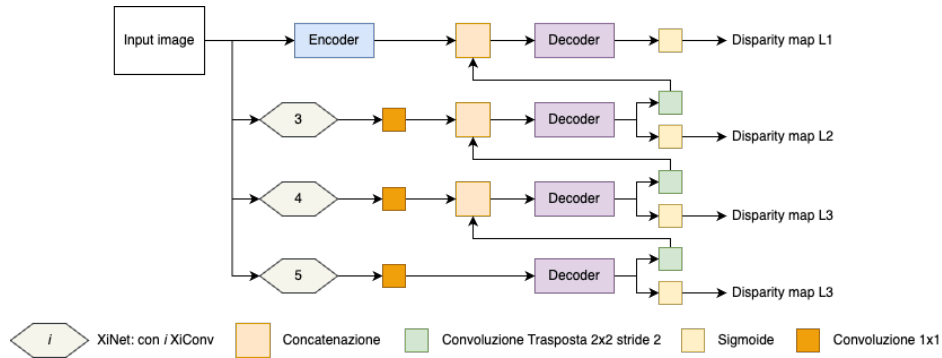 Input image
Encoder
Decoder
Disparity map L1
3
Decoder
Disparity map L2
4
Decoder
Disparity map L3
5
Decoder
Disparity map L3
i
XiNet: con i XiConv
Concatenazione
Convoluzione Trasposta 2x2 stride 2
Sigmoide
Convoluzione 1x1